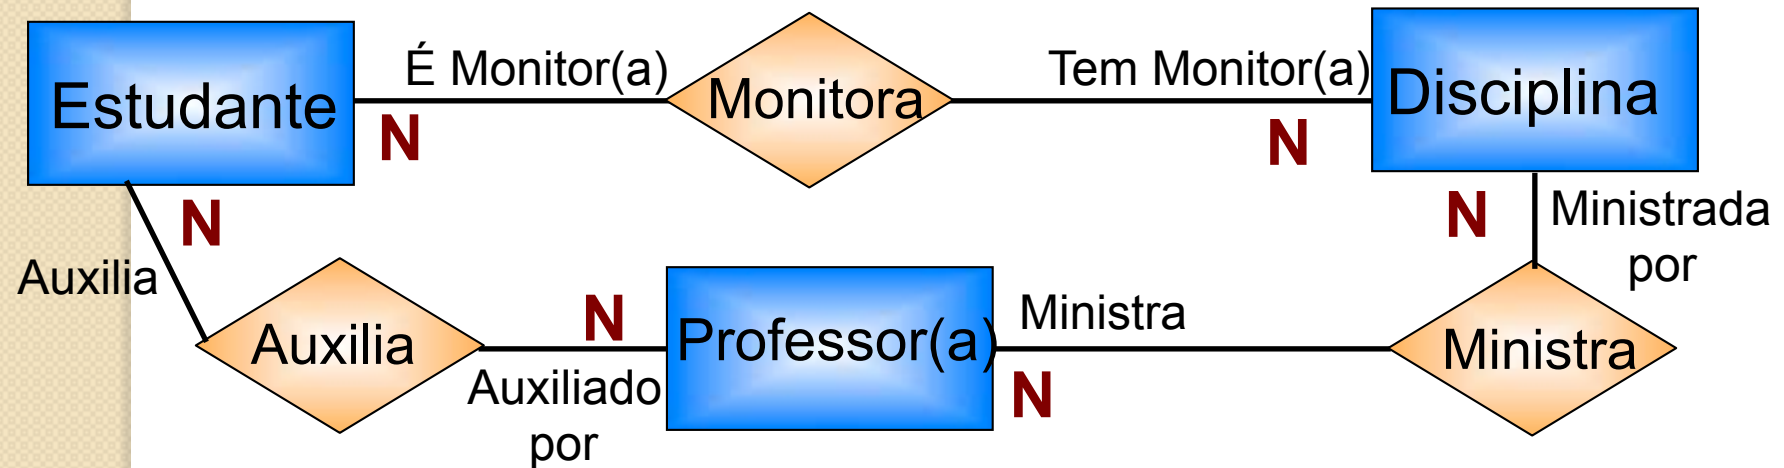 É Monitor(a)
Tem Monitor(a)
Estudante
Monitora
Disciplina
N
N
N
N
Ministrada
por
Auxilia
Auxilia
N
Professor(a)
Ministra
Ministra
Auxiliado
por
N